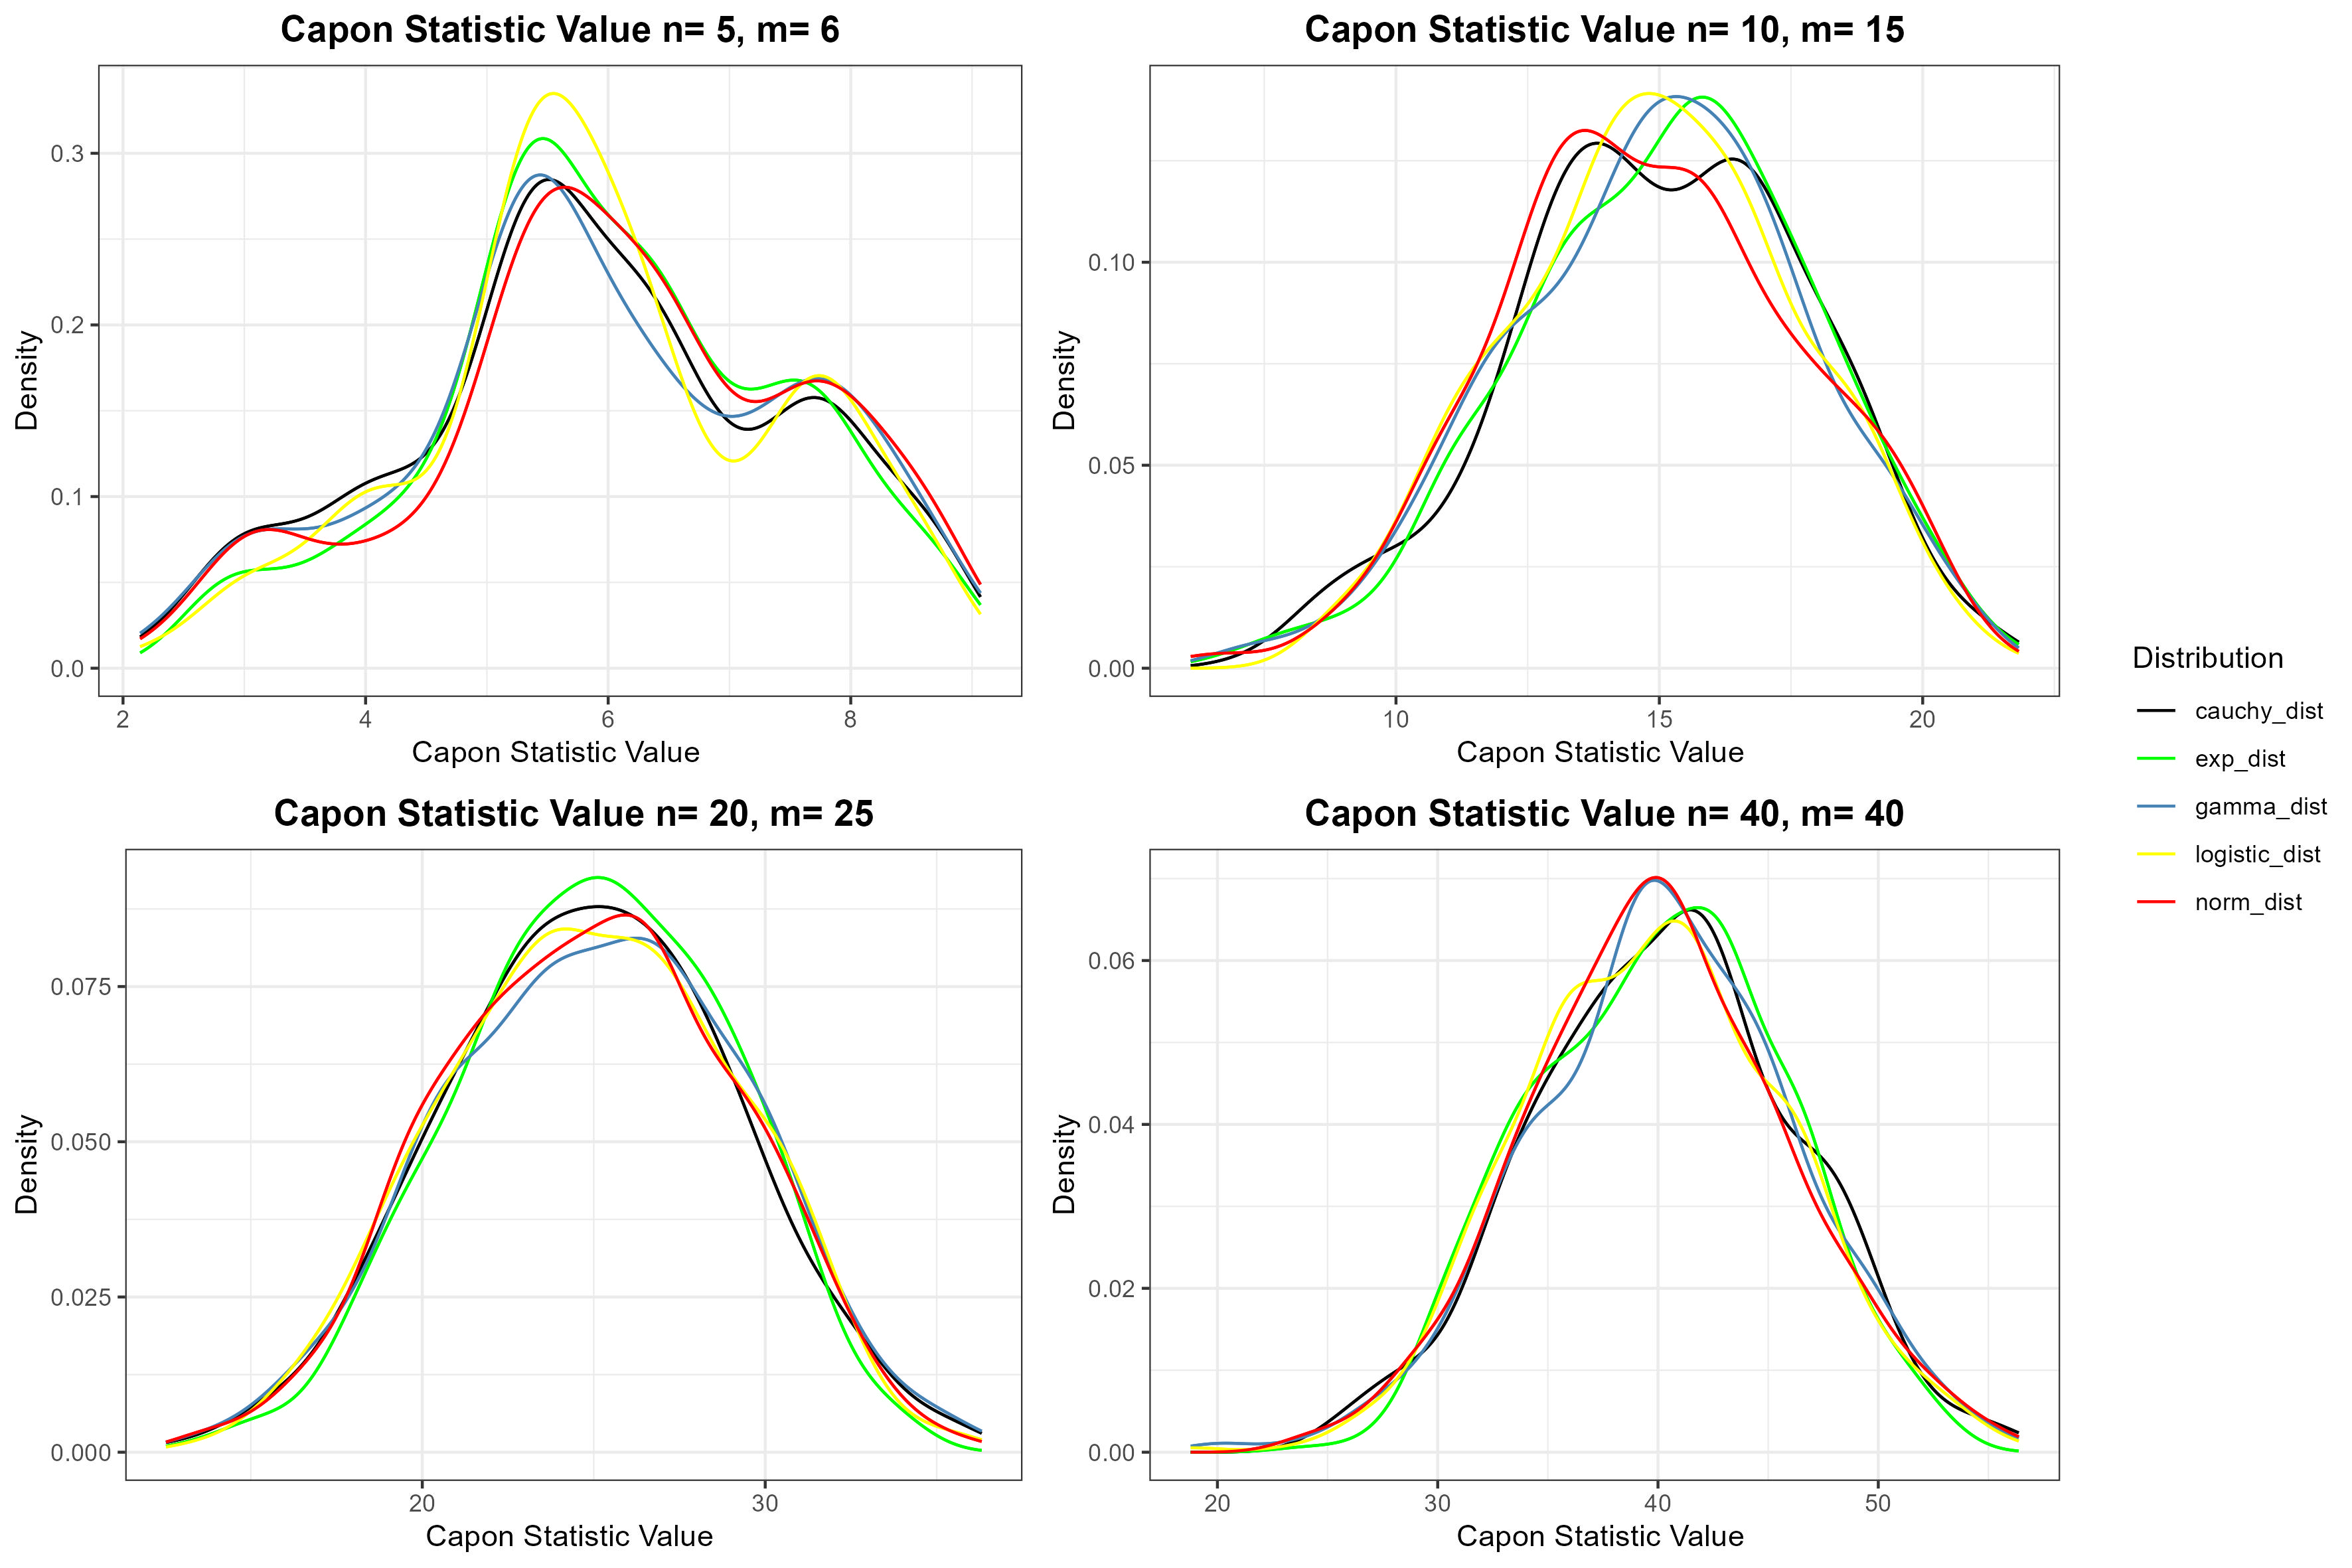 Capon Statistic Value n= 5, m= 6
Density
0.3
0.2
0.1
0.0
2 4 6 8
Capon Statistic Value
Capon Statistic Value n= 10, m= 15
Density
0.10
0.05
0.00
10 15 20
Capon Statistic Value
Capon Statistic Value n= 20, m= 25
Density
0.075
0.050
0.025
0.000
20 30
Capon Statistic Value
Capon Statistic Value n= 40, m= 40
Density
0.06
0.04
0.02
0.00
20 30 40 50
Capon Statistic Value
Distribution
cauchy_dist
exp_dist
gamma_dist
logistic_dist
norm_dist